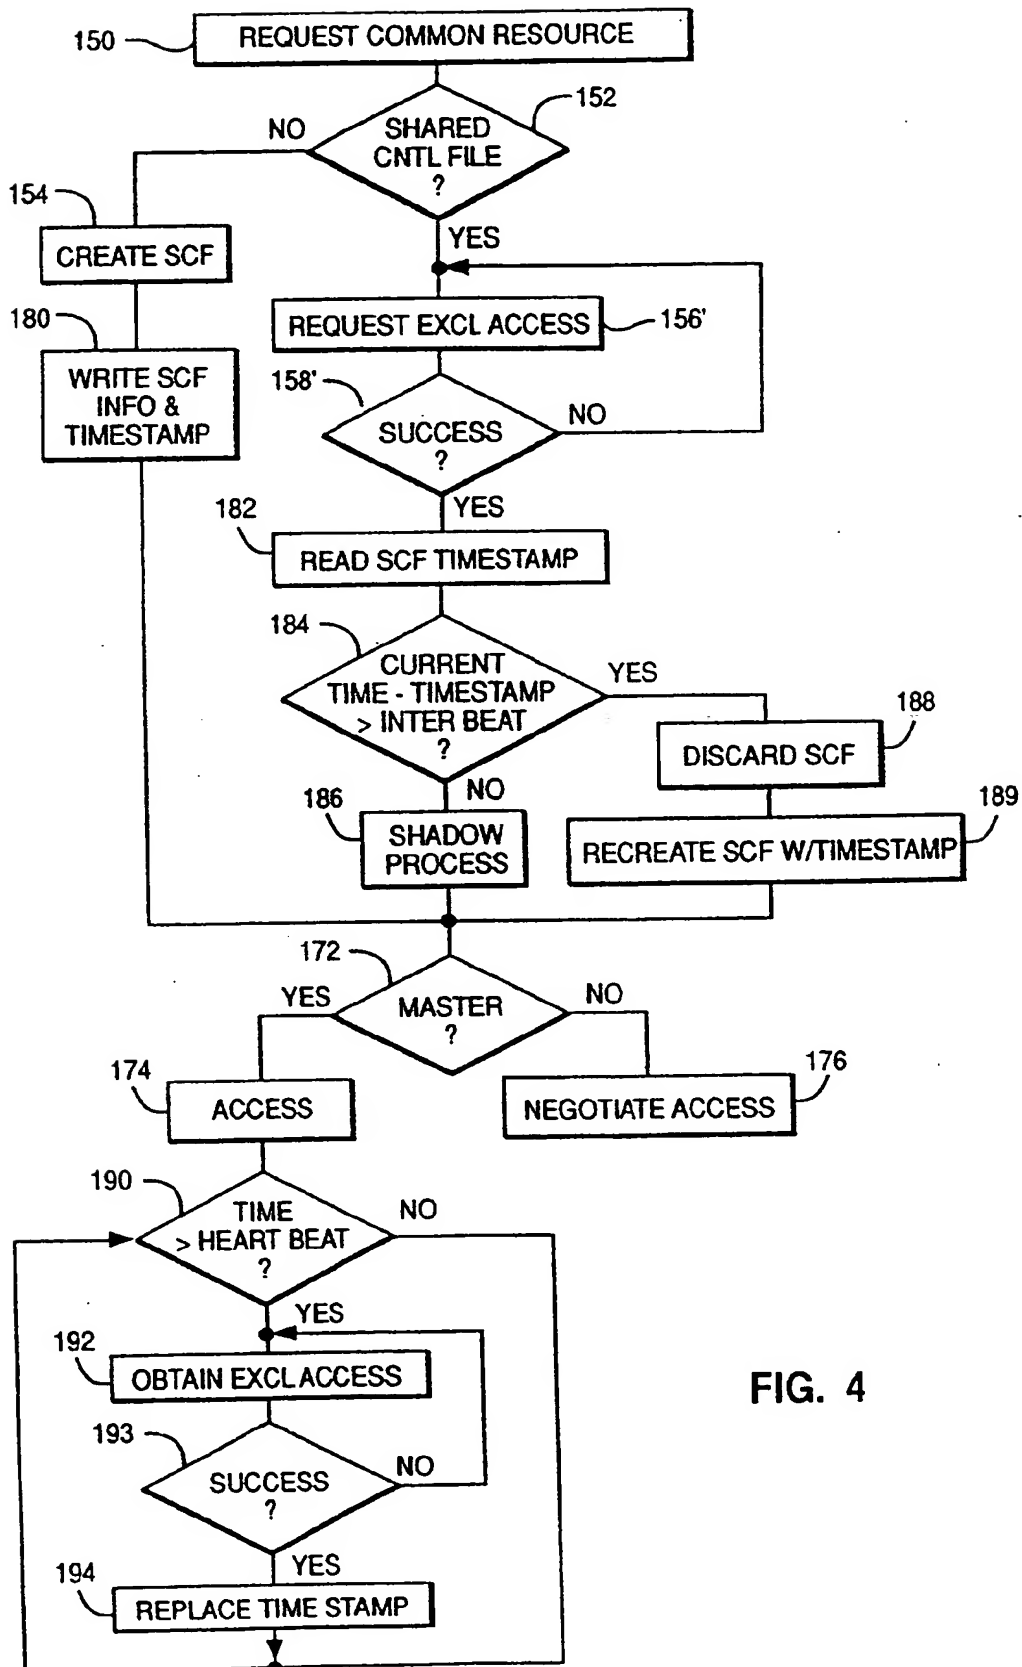 150
REQUEST COMMON RESOURCE
152
NO
SHARED
CNTL FILE
?
154
YES
CREATE SCF
180
REQUEST EXCL ACCESS
156'
WRITE SCF
INFO &
TIMESTAMP
158'
SUCCESS
?
NO
YES
182
READ SCF TIMESTAMP
184
CURRENT
TIME - TIMESTAMP
> INTER BEAT
?
YES
188
DISCARD SCF
NO
186
SHADOW
PROCESS
189
RECREATE SCF W/TIMESTAMP
172
YES
MASTER
?
NO
174
ACCESS
176
NEGOTIATE ACCESS
190
TIME
> HEART BEAT
?
NO
YES
192
OBTAIN EXCL ACCESS
FIG. 4
193
SUCCESS
?
NO
YES
194
REPLACE TIME STAMP